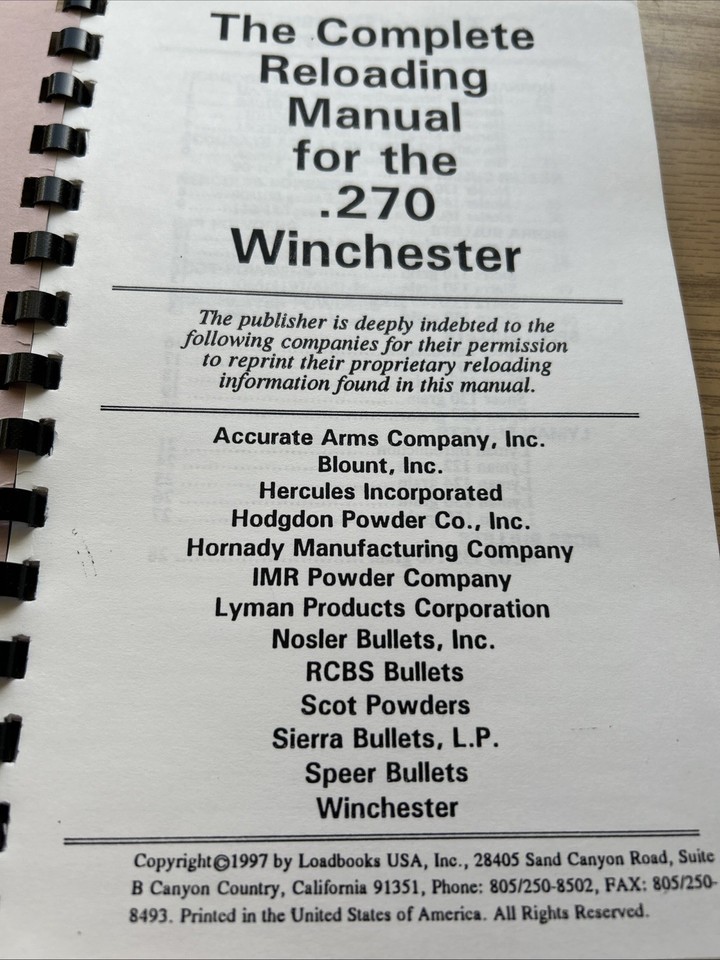 The Complete
Reloading
Manual
for the
.270
Winchester
The publisher is deeply indebted to the
following companies for their permission
to reprint their proprietary reloading
information found in this manual.
Accurate Arms Company, Inc.
Blount, Inc.
Hercules Incorporated
Hodgdon Powder Co., Inc.
Hornady Manufacturing Company
IMR Powder Company
Lyman Products Corporation
Nosler Bullets, Inc.
RCBS Bullets
Scot Powders
Sierra Bullets, L.P.
Speer Bullets
Winchester
Copyright©1997 by Loadbooks USA, Inc., 28405 Sand Canyon Road, Suite
B Canyon Country, California 91351, Phone: 805/250-8502, FAX: 805/250-
8493. Printed in the United States of America. All Rights Reserved.